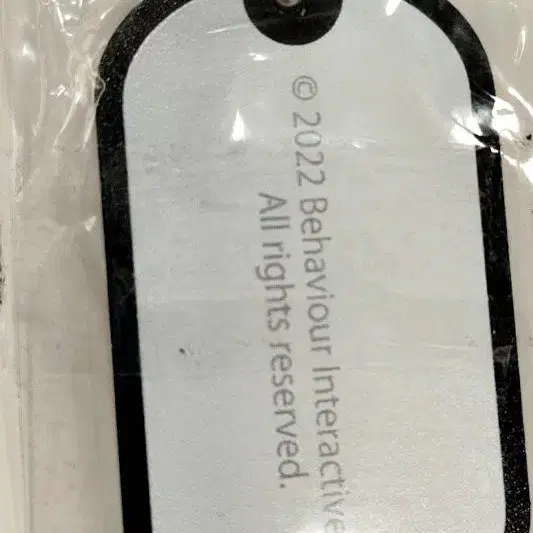 © 2022 Behaviour Interactive
All rights reserved.